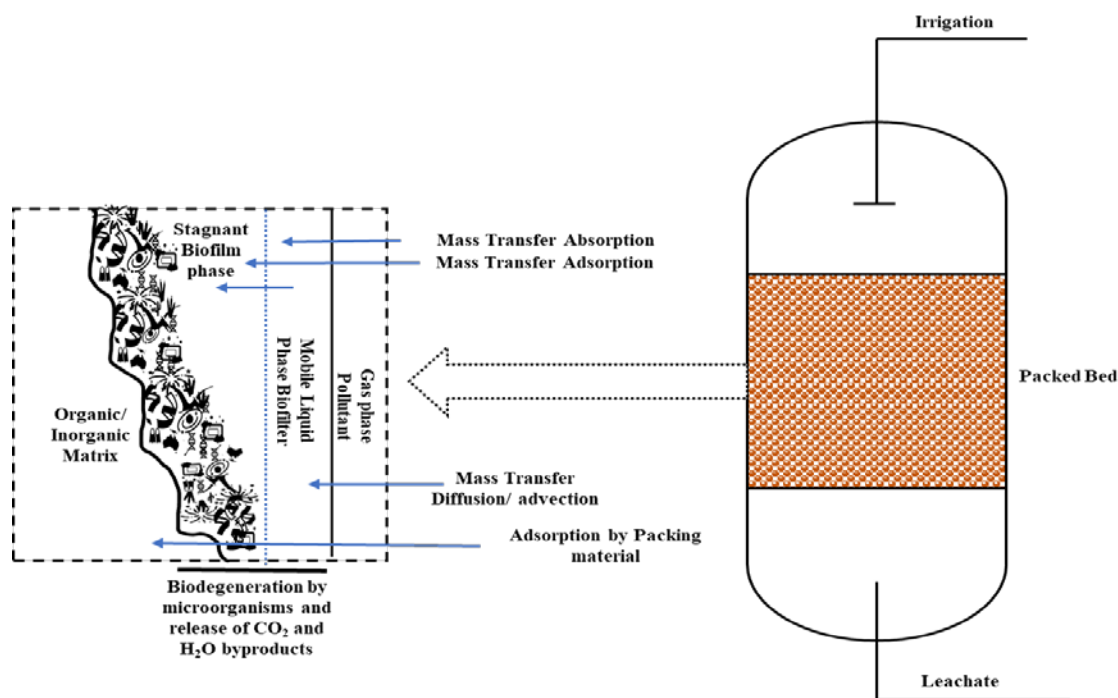 Irrigation
Stagnant
Biofilm
phase
Mass Transfer Absorption
Mass Transfer Adsorption
Mobile Liquid
Phase Biofilter
Gas phase
Pollutant
Packed Bed
Organic/
Inorganic
Matrix
Mass Transfer
Diffusion/ advection
Adsorption by Packing
material
Biodegeneration by
microorganisms and
release of CO₂ and
H₂O byproducts
Leachate